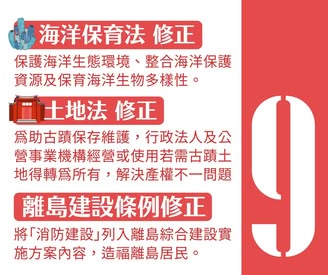 海洋保育法 修正
保護海洋生態環境、整合海洋保護
資源及保育海洋生物多樣性。
土地法 修正
為助古蹟保存維護，行政法人及公
營事業機構經營或使用若需古蹟土
地得轉為所有，解決產權不一問題
離島建設條例修正
將「消防建設」列入離島綜合建設實
施方案內容，造福離島居民。
9